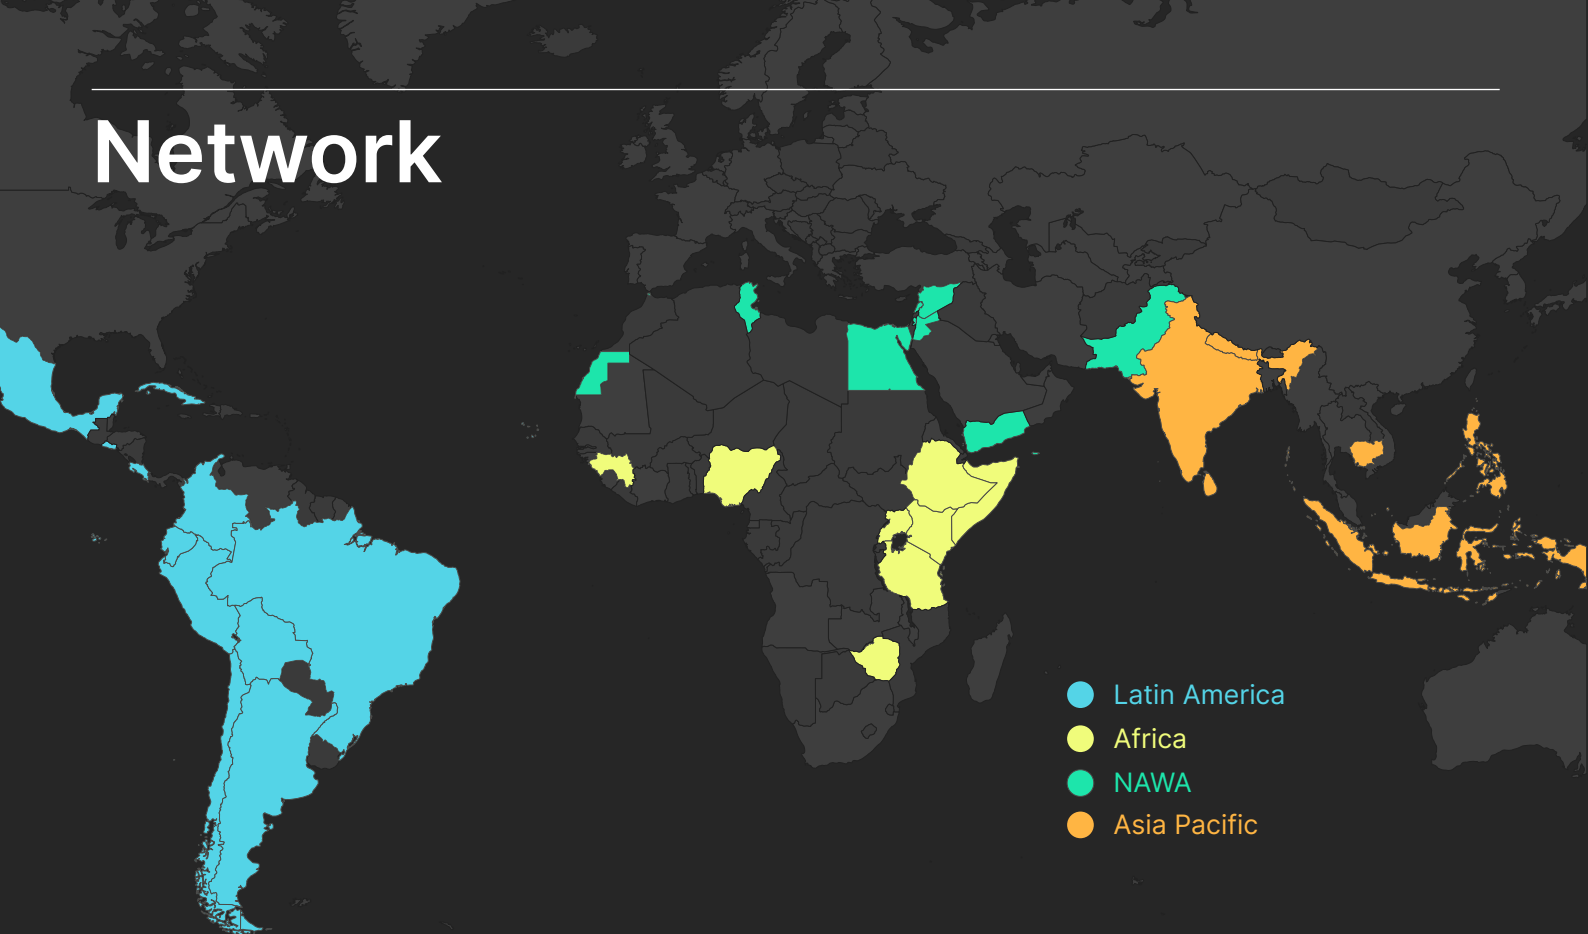 Network
Latin America
Africa
NAWA
Asia Pacific